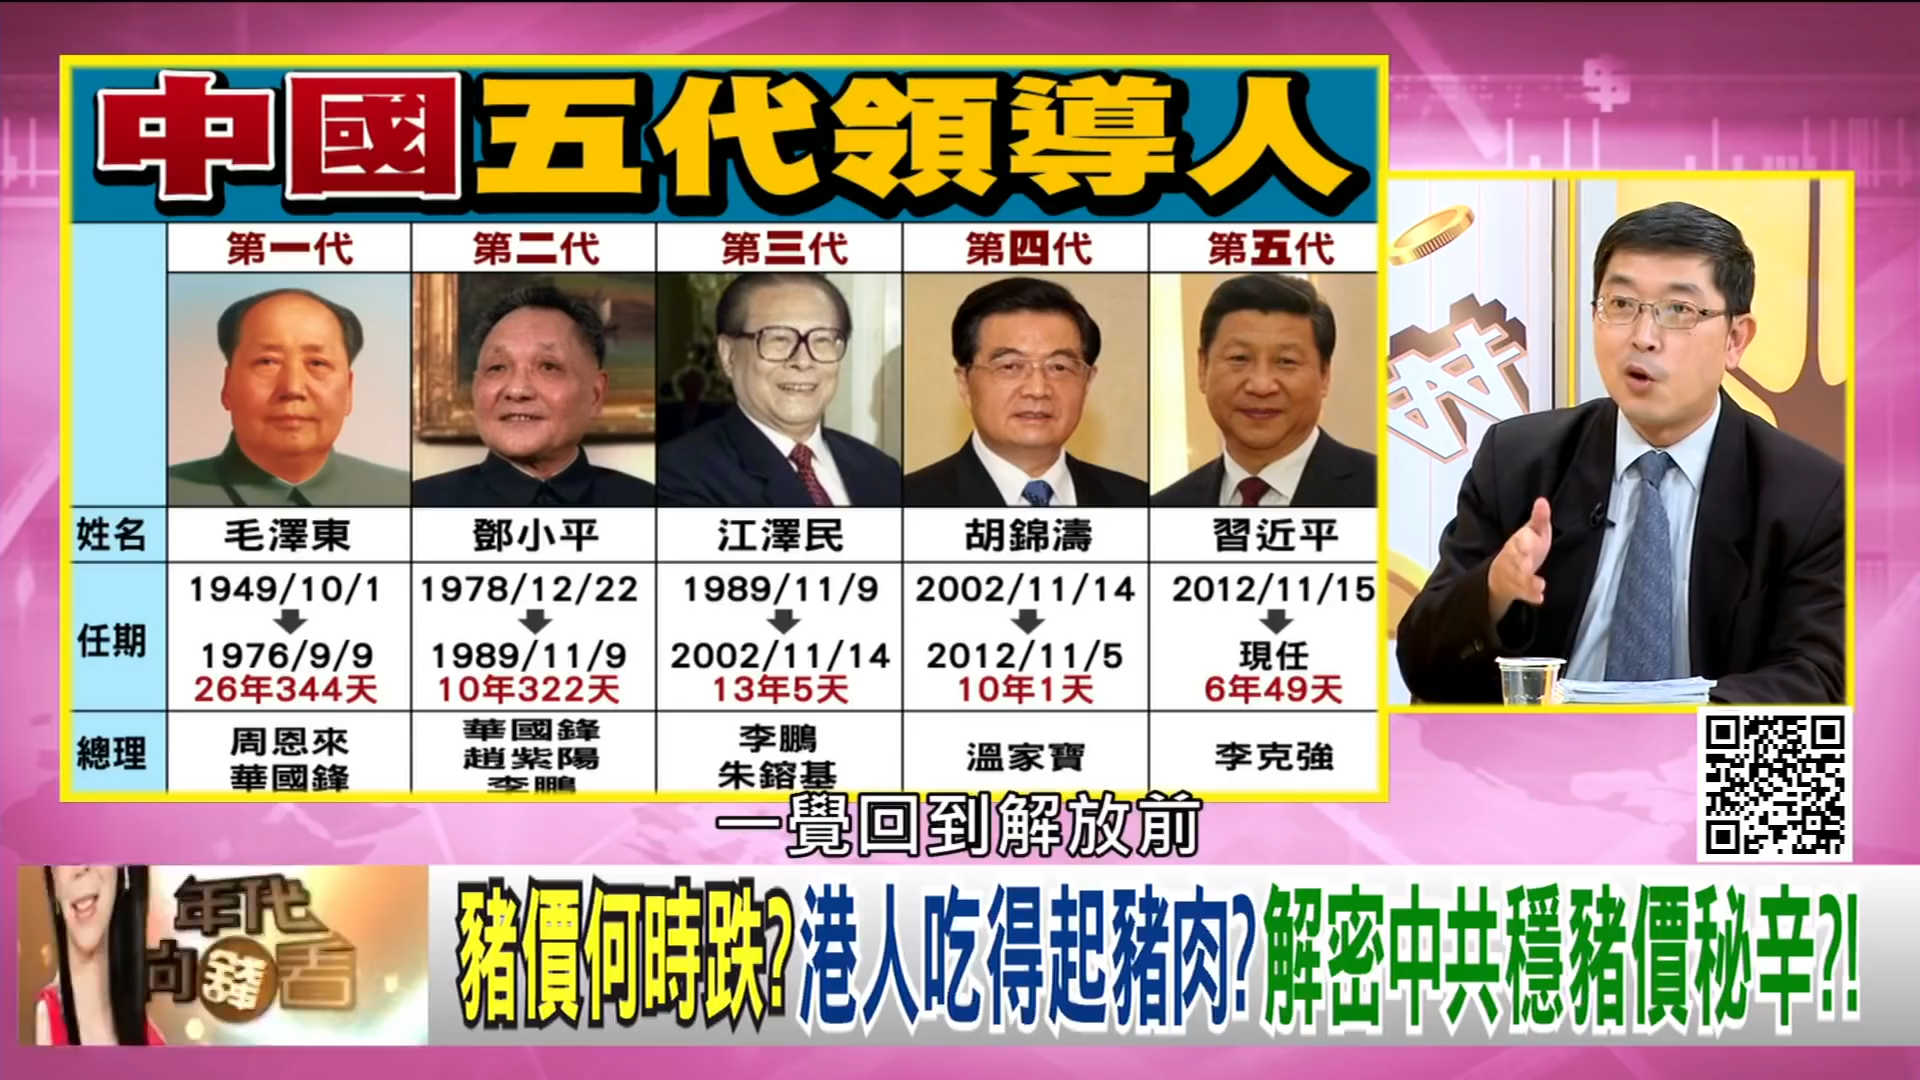 中國五代領導人
第一代 第二代 第三代 第四代 第五代
姓名 毛澤東 鄧小平 江澤民 胡錦濤 習近平
任期
1949/10/1 1978/12/22 1989/11/9 2002/11/14 2012/11/15
1976/9/9 1989/11/9 2002/11/14 2012/11/5 現任
26年344天 10年322天 13年5天 10年1天 6年49天
總理
周恩來 華國鋒 李鵬 溫家寶 李克強
華國鋒 趙紫陽 朱鎔基
李鵬
一覺回到解放前
年代
向錢看
豬價何時跌?港人吃得起豬肉?解密中共穩豬價秘辛?!